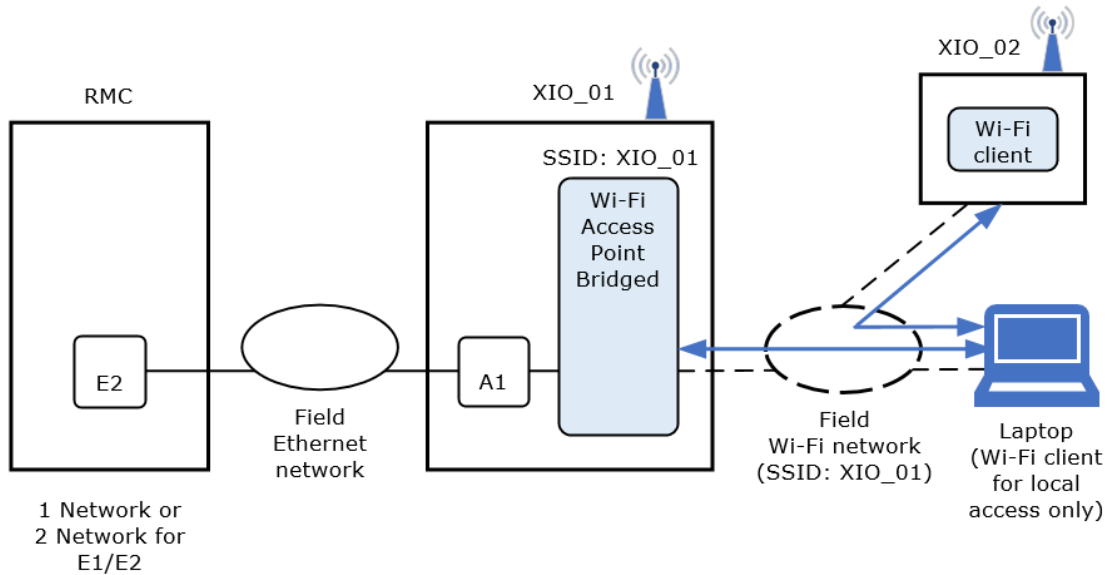 RMC
E2
1 Network or
2 Network for
E1/E2
Field
Ethernet
network
XIO_01
SSID: XIO_01
Wi-Fi
Access
Point
Bridged
A1
XIO_02
Wi-Fi
client
Field
Wi-Fi network
(SSID: XIO_01)
Laptop
(Wi-Fi client
for local
access only)